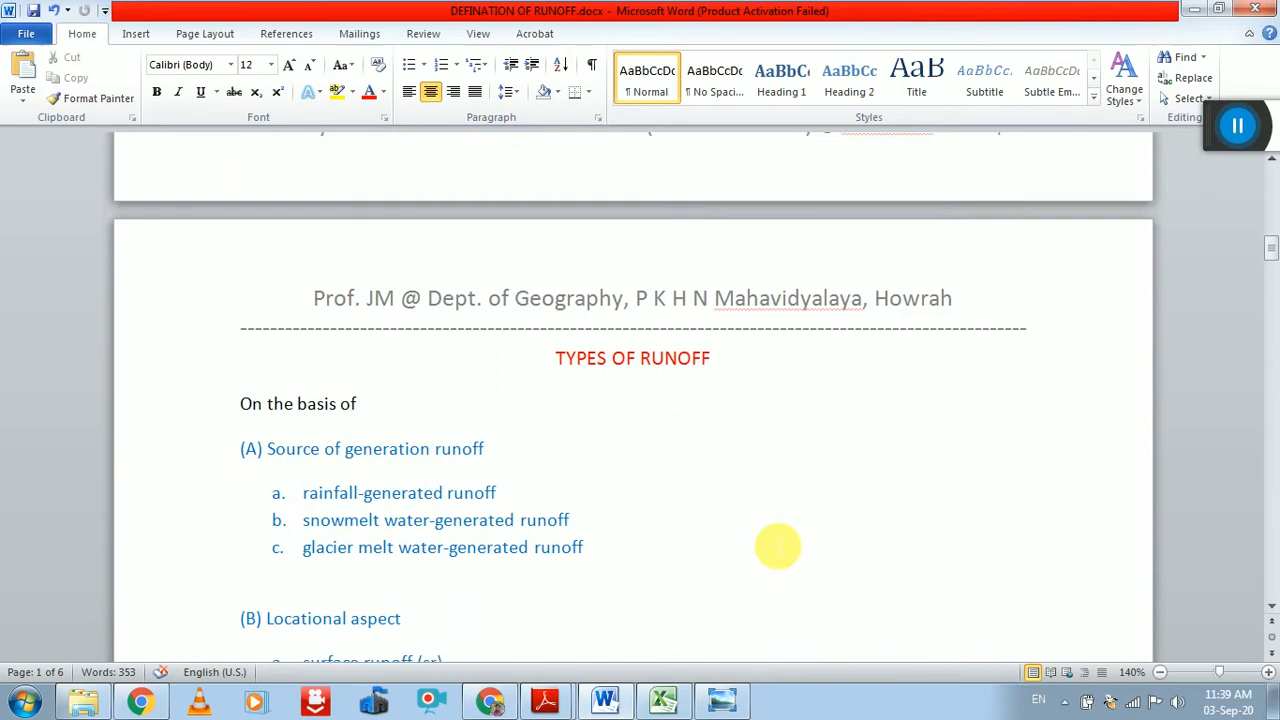 DEFINATION OF RUNOFF.docx - Microsoft Word (Product Activation Failed)
File Home Insert Page Layout References Mailings Review View Acrobat
Paste
Cut
Copy
Format Painter
Clipboard
Calibri (Body) 12
Font
Paragraph
AaBbCcDc AaBbCcDc AaBbCc AaBbCc AaB AaBbCc. AaBbCcDc
¶ Normal ¶ No Spaci... Heading 1 Heading 2 Title Subtitle Subtle Em...
Change Styles
Styles
Find
Replace
Select
Editing
Prof. JM @ Dept. of Geography, P K H N Mahavidyalaya, Howrah
---------------------------------------------------------------------------------------------------------
TYPES OF RUNOFF
On the basis of
(A) Source of generation runoff
a. rainfall-generated runoff
b. snowmelt water-generated runoff
c. glacier melt water-generated runoff
(B) Locational aspect
a. surface runoff (sr)
Page: 1 of 6 Words: 353 English (U.S.) 140%
EN 11:39 AM
03-Sep-20